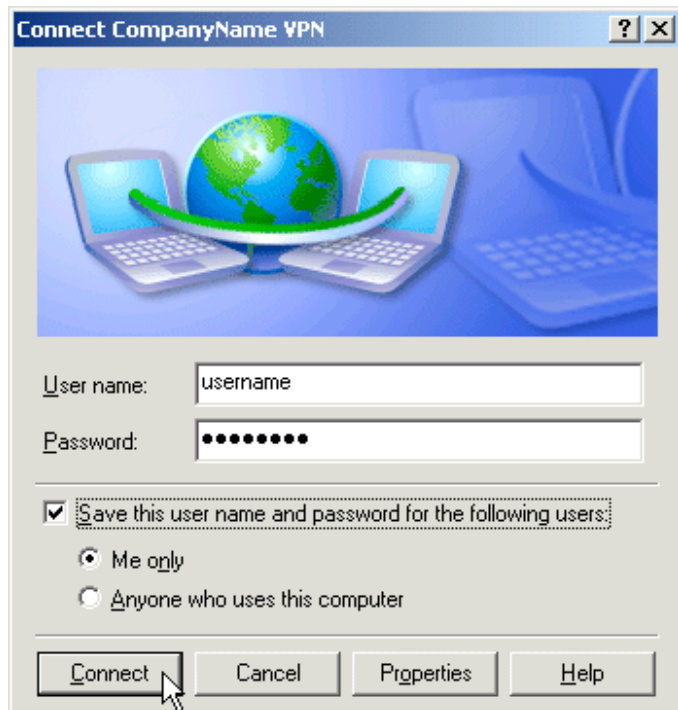 Connect CompanyName VPN
User name: username
Password: ●●●●●●●●
Save this user name and password for the following users:
Me only
Anyone who uses this computer
Connect Cancel Properties Help